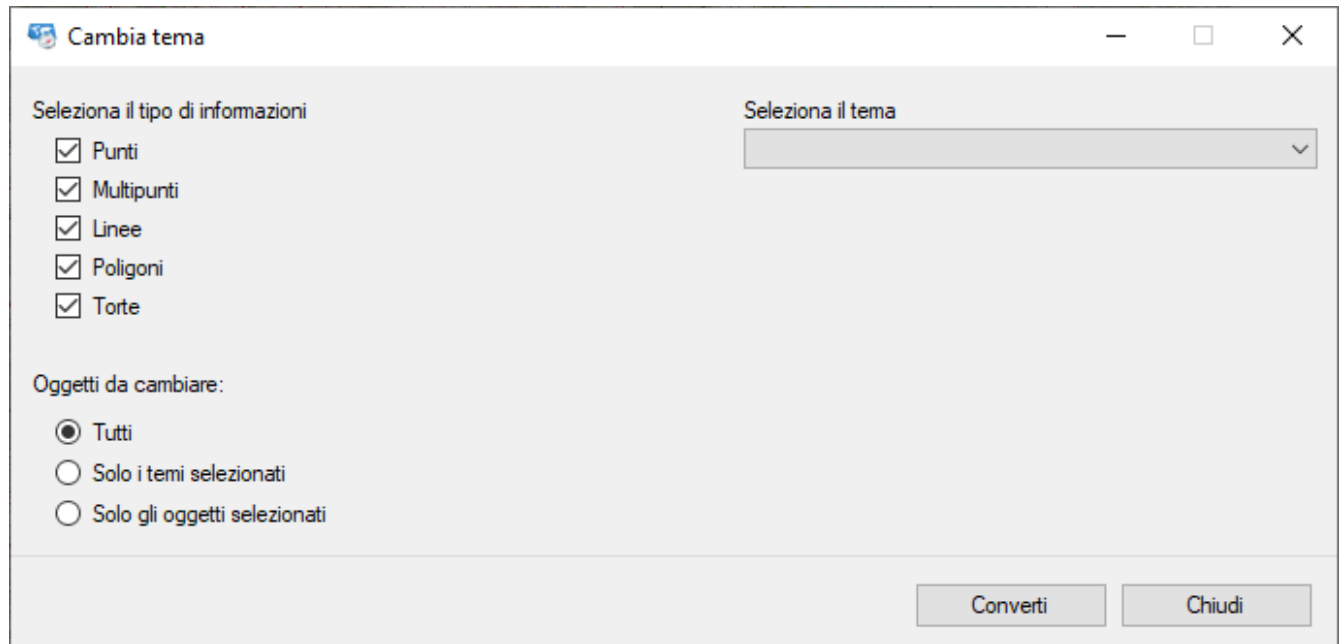 Cambia tema
Seleziona il tipo di informazioni
Punti
Multipunti
Linee
Poligoni
Torte
Seleziona il tema
Oggetti da cambiare:
Tutti
Solo i temi selezionati
Solo gli oggetti selezionati
Converti
Chiudi